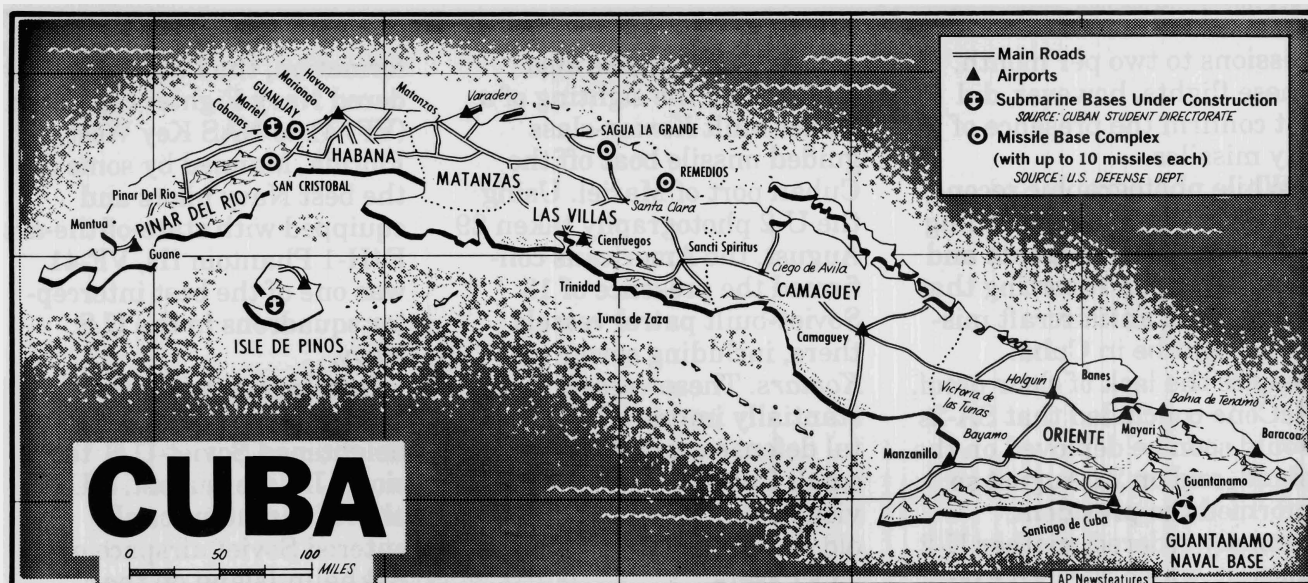 Main Roads
Airports
Submarine Bases Under Construction
SOURCE: CUBAN STUDENT DIRECTORATE
Missile Base Complex
(with up to 10 missiles each)
SOURCE: U.S. DEFENSE DEPT.
Havana
Marianao
GUANAJAY
Mariel
Cabanas
Matanzas
Varadero
SAGUA LA GRANDE
HABANA
REMEDIOS
SAN CRISTOBAL
MATANZAS
Pinar Del Rio
PINAR DEL RIO
Mantua
Guane
LAS VILLAS
Santa Clara
Cienfuegos
Sancti Spiritus
Trinidad
Ciego de Avila
CAMAGUEY
Tunas de Zaza
Camaguey
ISLE DE PINOS
Victoria de
las Tunas
Holguin
Banes
Bahia de Tenamo
Mayari
Bayamo
ORIENTE
Baracoa
Manzanillo
Guantanamo
Santiago de Cuba
GUANTANAMO
NAVAL BASE
CUBA
0 50 100
MILES
AP Newsfeatures